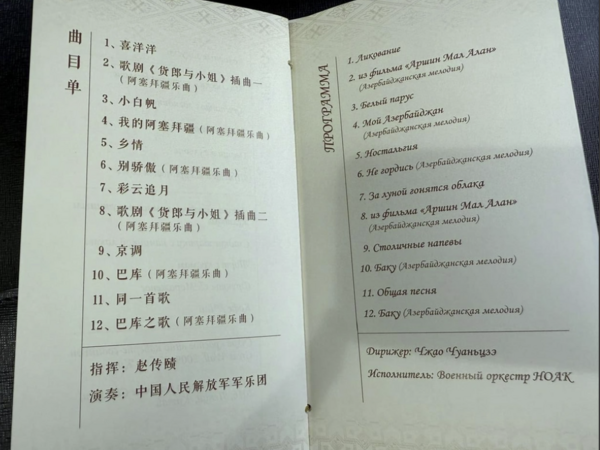 曲目单
1、喜洋洋
2、歌剧《货郎与小姐》插曲一
(阿塞拜疆乐曲)
3、小白帆
4、我的阿塞拜疆(阿塞拜疆乐曲)
5、乡情
6、别骄傲(阿塞拜疆乐曲)
7、彩云追月
8、歌剧《货郎与小姐》插曲二
(阿塞拜疆乐曲)
9、京调
10、巴库(阿塞拜疆乐曲)
11、同一首歌
12、巴库之歌(阿塞拜疆乐曲)
指挥：赵传赜
演奏：中国人民解放军军乐团
ПРОГРАММА
1. Ликование
2. из фильма «Аршин Мал Алан»
(Азербайджанская мелодия)
3. Белый парус
4. Мой Азербайджан
(Азербайджанская мелодия)
5. Ностальгия
6. Не гордись (Азербайджанская мелодия)
7. За луной гонятся облака
8. из фильма «Аршин Мал Алан»
(Азербайджанская мелодия)
9. Столичные напевы
10. Баку (Азербайджанская мелодия)
11. Общая песня
12. Баку (Азербайджанская мелодия)
Дирижер: Чжао Чуаньцзэ
Исполнитель: Военный оркестр НОАК